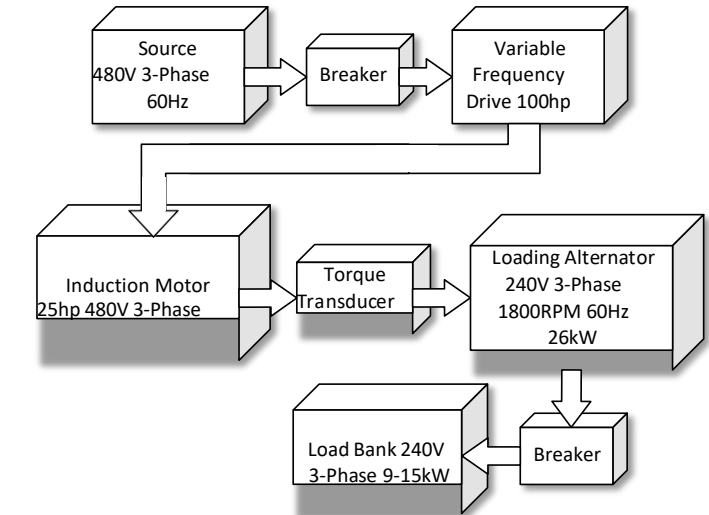 Source
480V 3-Phase
60Hz
Breaker
Variable
Frequency
Drive 100hp
Induction Motor
25hp 480V 3-Phase
Torque
Transducer
Loading Alternator
240V 3-Phase
1800RPM 60Hz
26kW
Load Bank 240V
3-Phase 9-15kW
Breaker